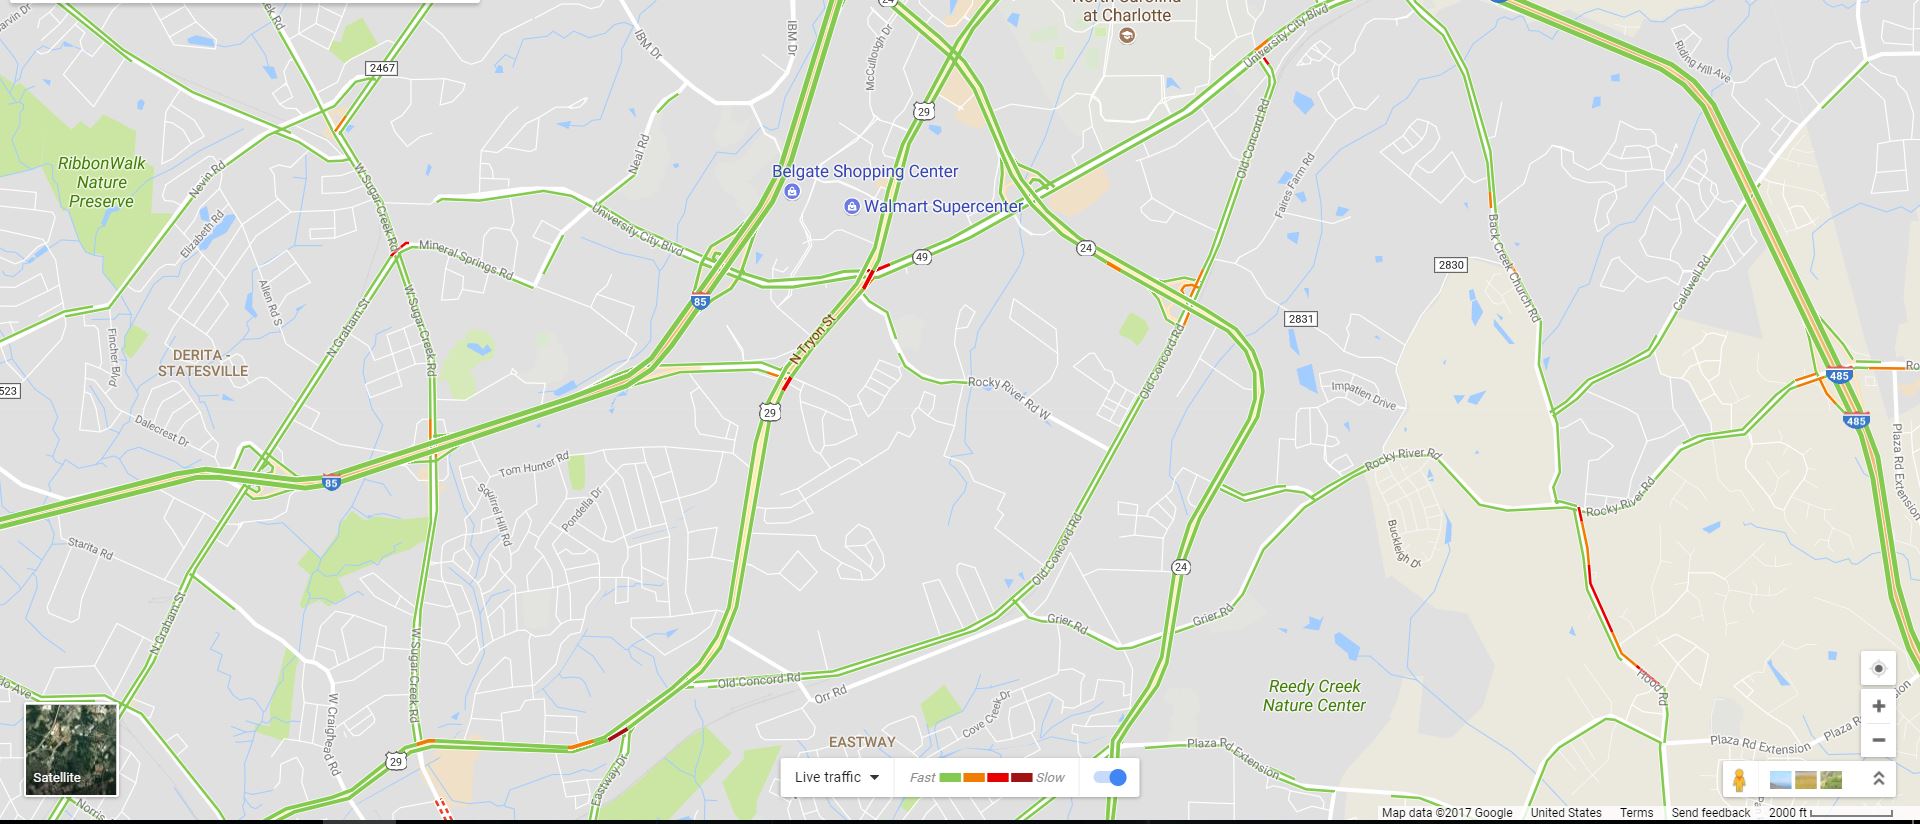 24
North Carolina
at Charlotte
University City Blvd
IBM Dr
IBM Dr
McCullough Dr
Riding Hill Ave
2467
29
RibbonWalk
Nature
Preserve
Nevin Rd
W Sugar Creek Rd
Neal Rd
Belgate Shopping Center
Walmart Supercenter
Old Concord Rd
Faires Farm Rd
Elizabeth Rd
Mineral Springs Rd
University City Blvd
49
24
Back Creek Church Rd
2830
Caldwell Rd
Allen Rd S
85
N Graham St
W Sugar Creek Rd
N Tryon St
2831
Fincher Blvd
DERITA -
STATESVILLE
523
Old Concord Rd
Rocky River Rd W
Impatien Drive
485
Ro
485
29
Dalecrest Dr
Tom Hunter Rd
Rocky River Rd
Plaza Rd Extension
85
Squirrel Hill Rd
Pondella Dr
Rocky River Rd
Starita Rd
Buckleigh Dr
Old Concord Rd
24
N Graham St
Grier Rd
Grier Rd
W Sugar Creek Rd
Old Concord Rd
Orr Rd
Hood Rd
W Craighead Rd
Reedy Creek
Nature Center
Cove Creek Dr
EASTWAY
29
Eastway Dr
Plaza Rd Extension
Plaza Rd Extension
Plaza R
Norris
Satellite
Live traffic
Fast
Slow
Map data ©2017 Google
United States
Terms
Send feedback
2000 ft